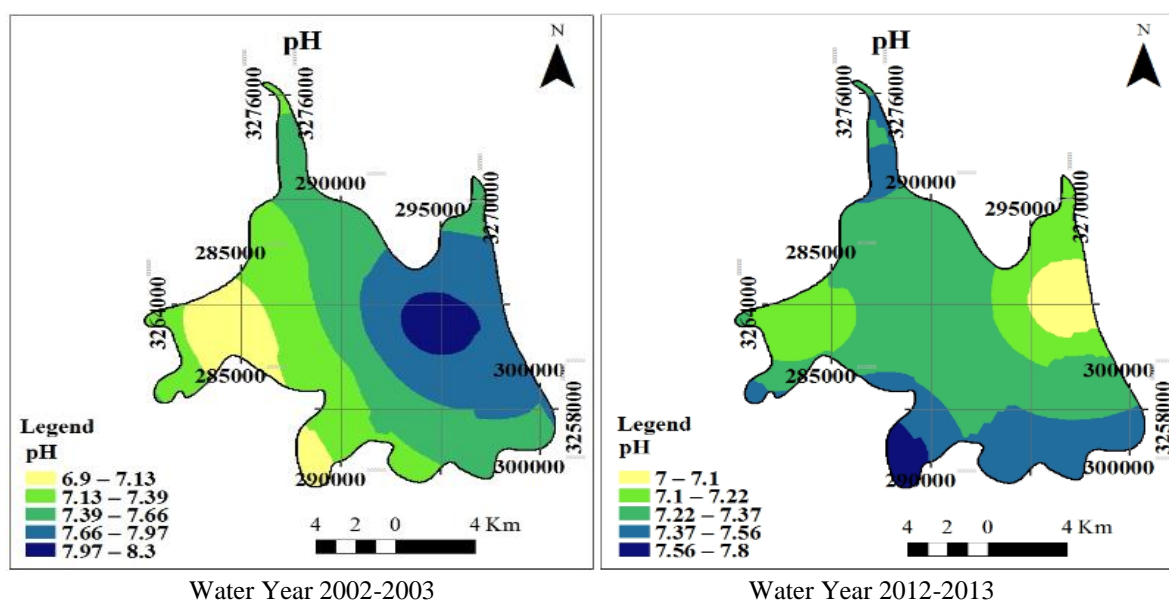 pH
N
3276000
3276000
290000
295000
3270000
285000
3264000
285000
300000
3258000
300000
290000
Legend
pH
6.9 – 7.13
7.13 – 7.39
7.39 – 7.66
7.66 – 7.97
7.97 – 8.3
4 2 0 4 Km
Water Year 2002-2003
pH
N
3276000
3276000
290000
295000
3270000
285000
3264000
285000
300000
3258000
300000
290000
Legend
pH
7 – 7.1
7.1 – 7.22
7.22 – 7.37
7.37 – 7.56
7.56 – 7.8
4 2 0 4 Km
Water Year 2012-2013